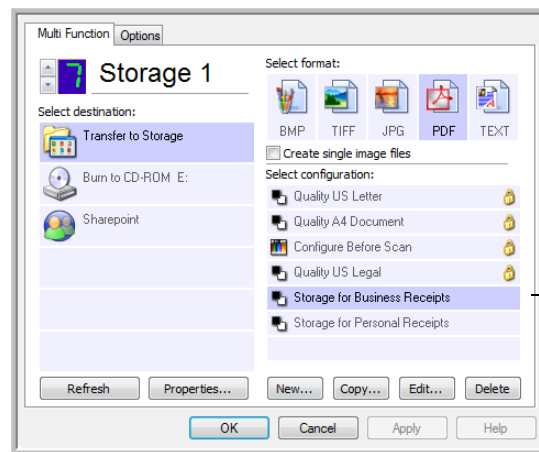 Multi Function Options
7 Storage 1
Select destination:
Transfer to Storage
Burn to CD-ROM E:
Sharepoint
Refresh Properties...
Select format:
BMP TIFF JPG PDF TEXT
Create single image files
Select configuration:
Quality US Letter
Quality A4 Document
Configure Before Scan
Quality US Legal
Storage for Business Receipts
Storage for Personal Receipts
New... Copy... Edit... Delete
OK Cancel Apply Help